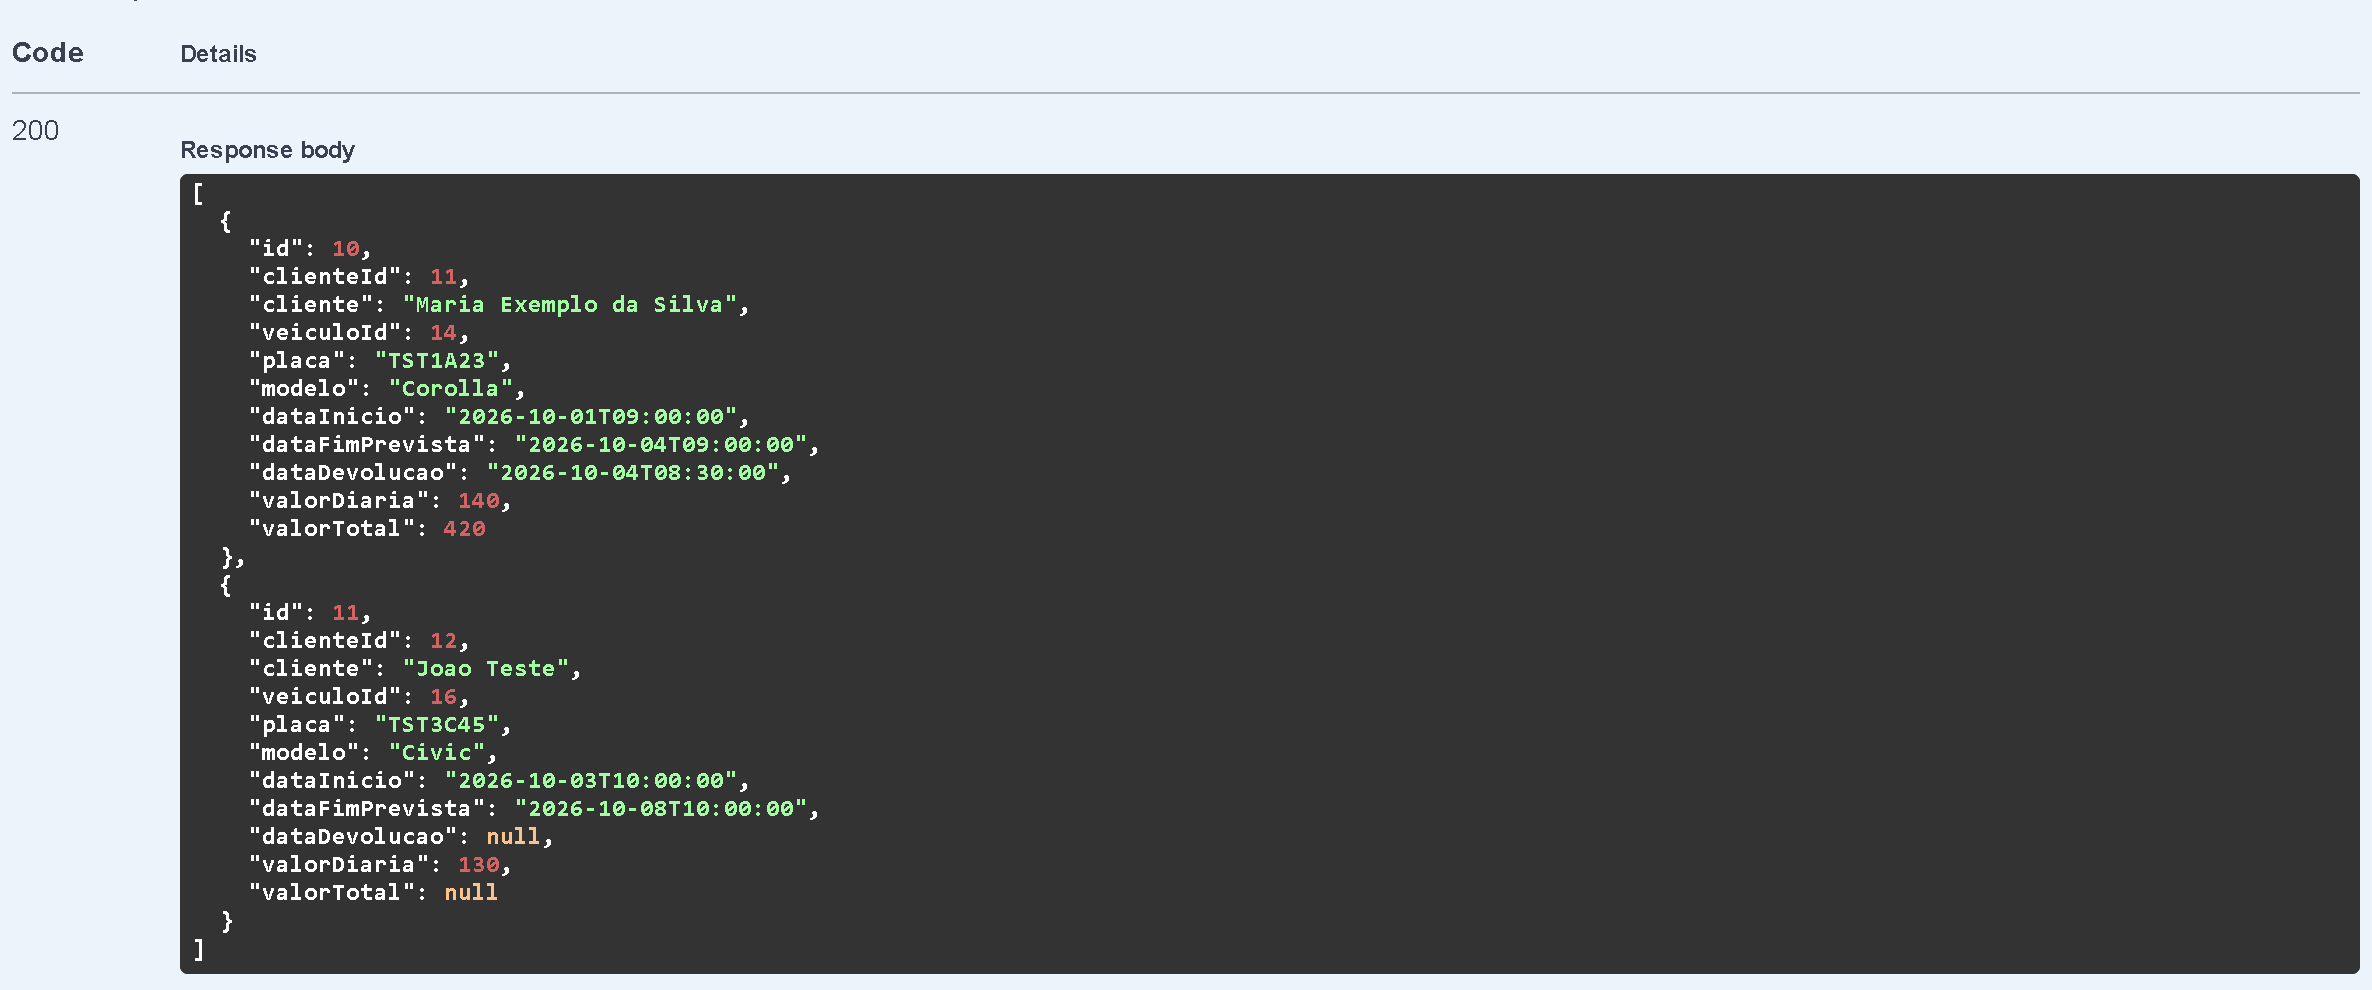 Code Details
200
Response body
[
  {
    "id": 10,
    "clienteId": 11,
    "cliente": "Maria Exemplo da Silva",
    "veiculoId": 14,
    "placa": "TST1A23",
    "modelo": "Corolla",
    "dataInicio": "2026-10-01T09:00:00",
    "dataFimPrevista": "2026-10-04T09:00:00",
    "dataDevolucao": "2026-10-04T08:30:00",
    "valorDiaria": 140,
    "valorTotal": 420
  },
  {
    "id": 11,
    "clienteId": 12,
    "cliente": "Joao Teste",
    "veiculoId": 16,
    "placa": "TST3C45",
    "modelo": "Civic",
    "dataInicio": "2026-10-03T10:00:00",
    "dataFimPrevista": "2026-10-08T10:00:00",
    "dataDevolucao": null,
    "valorDiaria": 130,
    "valorTotal": null
  }
]